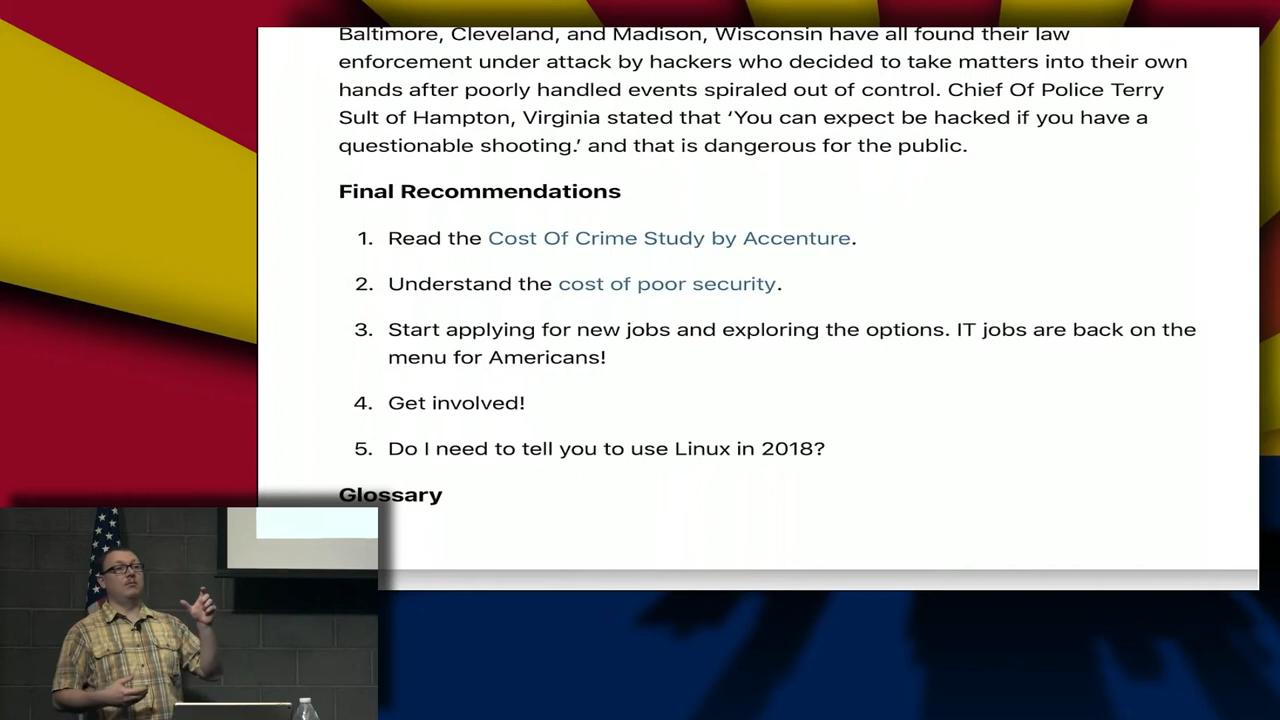 Baltimore, Cleveland, and Madison, Wisconsin have all found their law
enforcement under attack by hackers who decided to take matters into their own
hands after poorly handled events spiraled out of control. Chief Of Police Terry
Sult of Hampton, Virginia stated that ‘You can expect be hacked if you have a
questionable shooting.’ and that is dangerous for the public.
Final Recommendations
1. Read the Cost Of Crime Study by Accenture.
2. Understand the cost of poor security.
3. Start applying for new jobs and exploring the options. IT jobs are back on the
menu for Americans!
4. Get involved!
5. Do I need to tell you to use Linux in 2018?
Glossary